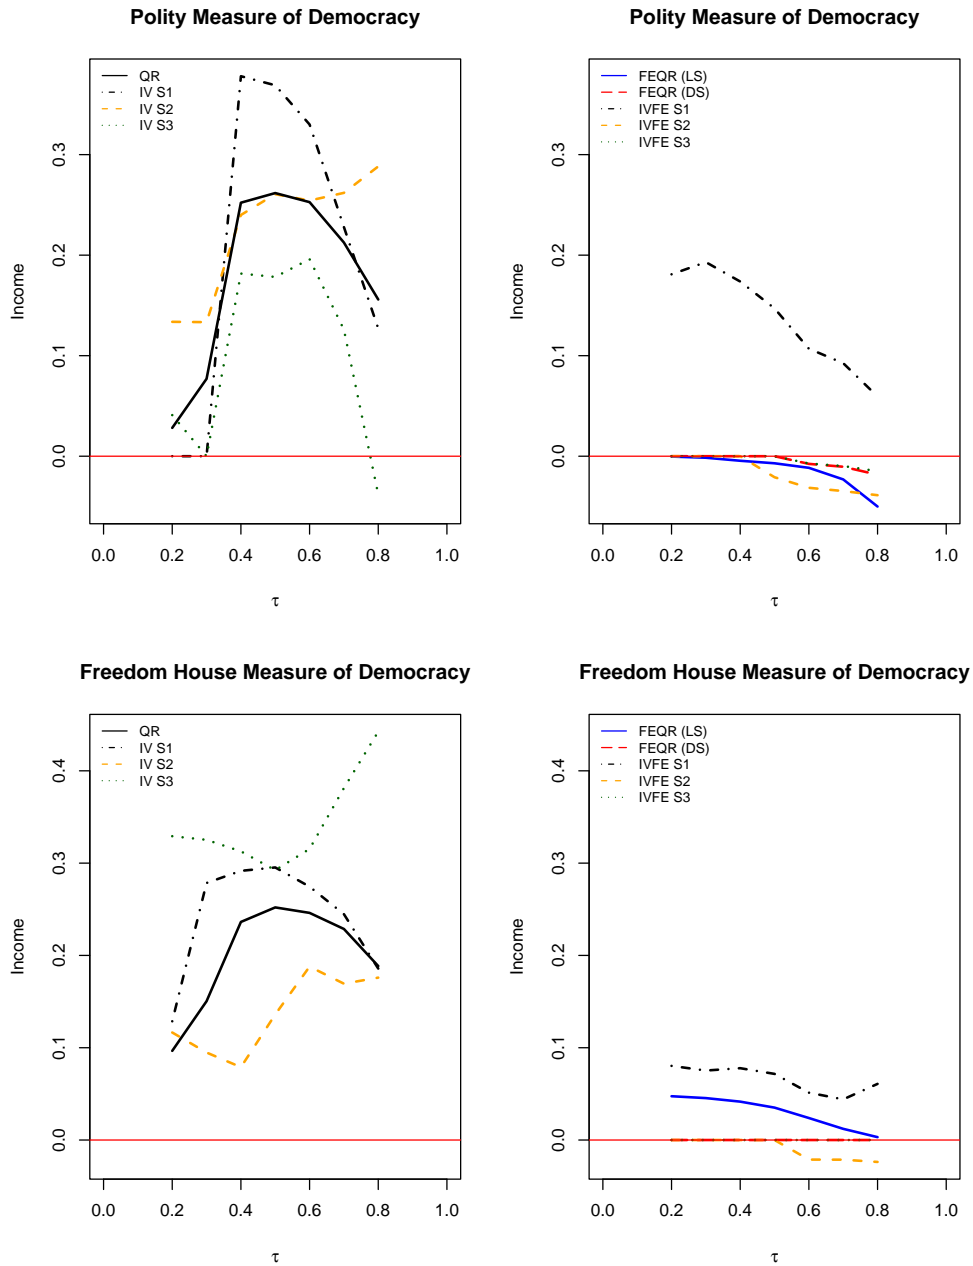 Polity Measure of Democracy
QR
IV S1
IV S2
IV S3
Income
0.0
0.1
0.2
0.3
0.0 0.2 0.4 0.6 0.8 1.0
τ
Polity Measure of Democracy
FEQR (LS)
FEQR (DS)
IVFE S1
IVFE S2
IVFE S3
Income
0.0
0.1
0.2
0.3
0.0 0.2 0.4 0.6 0.8 1.0
τ
Freedom House Measure of Democracy
QR
IV S1
IV S2
IV S3
Income
0.0
0.1
0.2
0.3
0.4
0.0 0.2 0.4 0.6 0.8 1.0
τ
Freedom House Measure of Democracy
FEQR (LS)
FEQR (DS)
IVFE S1
IVFE S2
IVFE S3
Income
0.0
0.1
0.2
0.3
0.4
0.0 0.2 0.4 0.6 0.8 1.0
τ